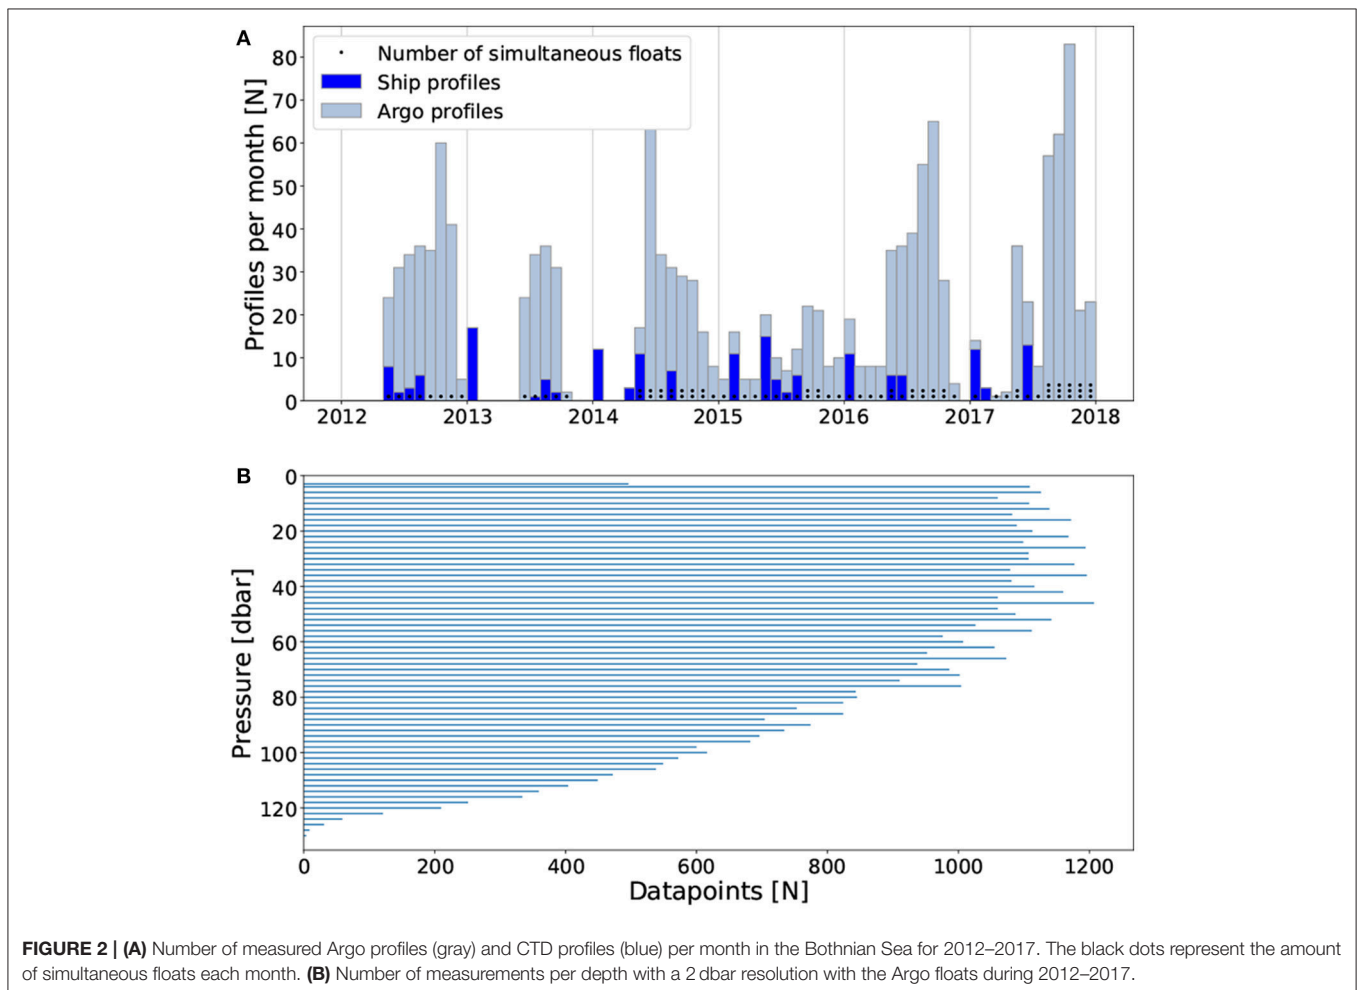 A
Number of simultaneous floats
Ship profiles
Argo profiles
Profiles per month [N]
80
70
60
50
40
30
20
10
0
2012 2013 2014 2015 2016 2017 2018
B
Pressure [dbar]
0
20
40
60
80
100
120
0 200 400 600 800 1000 1200
Datapoints [N]
FIGURE 2 | (A) Number of measured Argo profiles (gray) and CTD profiles (blue) per month in the Bothnian Sea for 2012–2017. The black dots represent the amount
of simultaneous floats each month. (B) Number of measurements per depth with a 2 dbar resolution with the Argo floats during 2012–2017.